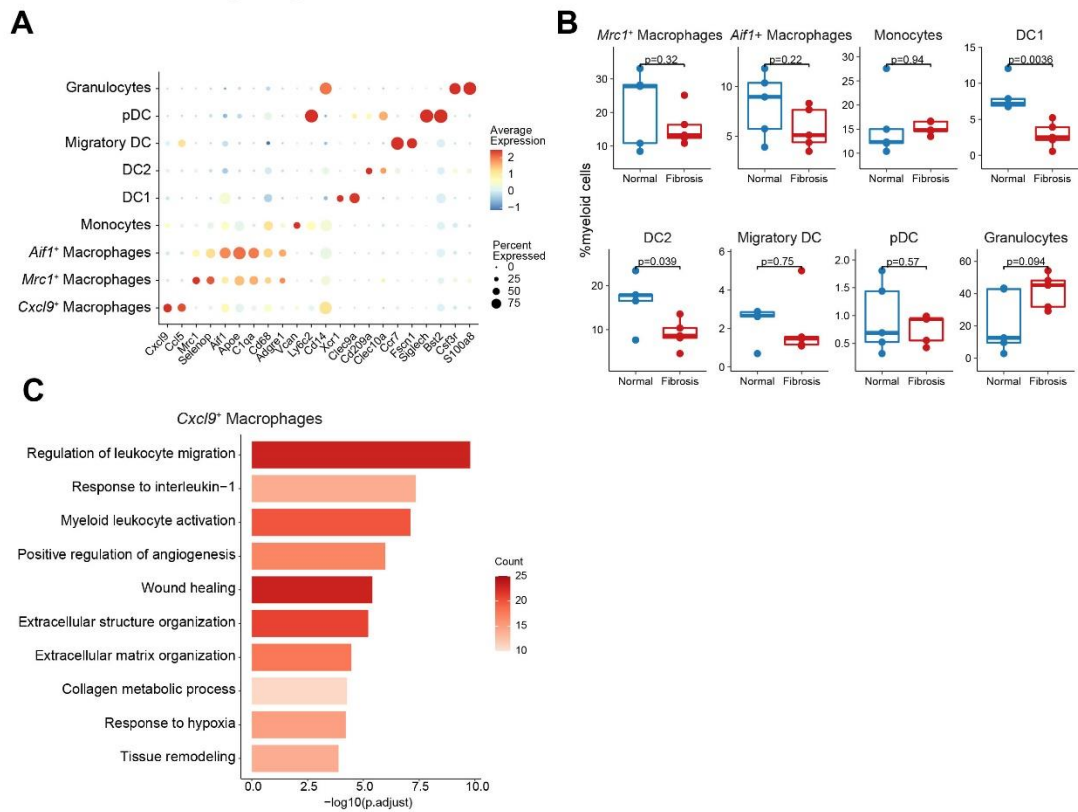 A
Granulocytes
pDC
Migratory DC
DC2
DC1
Monocytes
Aif1+ Macrophages
Mrc1+ Macrophages
Cxcl9+ Macrophages
Cxcl9
Ccl5
Mrc1
Selenop
Aif1
Apoe
C1qa
Cd68
Adgre1
Vcan
Ly6c2
Cd14
Xcr1
Clec9a
Cd209a
Clec10a
Ccr7
Fscn1
Siglech
Bst2
Csf3r
S100a8
Average
Expression
2
1
0
−1
Percent
Expressed
0
25
50
75
B
%myeloid cells
Mrc1+ Macrophages
p=0.32
30
20
10
Normal Fibrosis
Aif1+ Macrophages
p=0.22
10
5
Normal Fibrosis
Monocytes
p=0.94
30
25
20
15
10
Normal Fibrosis
DC1
p=0.0036
15
10
5
0
Normal Fibrosis
DC2
p=0.039
20
10
Normal Fibrosis
Migratory DC
p=0.75
6
4
2
0
Normal Fibrosis
pDC
p=0.57
2.0
1.5
1.0
0.5
0.0
Normal Fibrosis
Granulocytes
p=0.094
60
40
20
0
Normal Fibrosis
C
Cxcl9+ Macrophages
Regulation of leukocyte migration
Response to interleukin−1
Myeloid leukocyte activation
Positive regulation of angiogenesis
Wound healing
Extracellular structure organization
Extracellular matrix organization
Collagen metabolic process
Response to hypoxia
Tissue remodeling
0.0 2.5 5.0 7.5 10.0
−log10(p.adjust)
Count
25
20
15
10